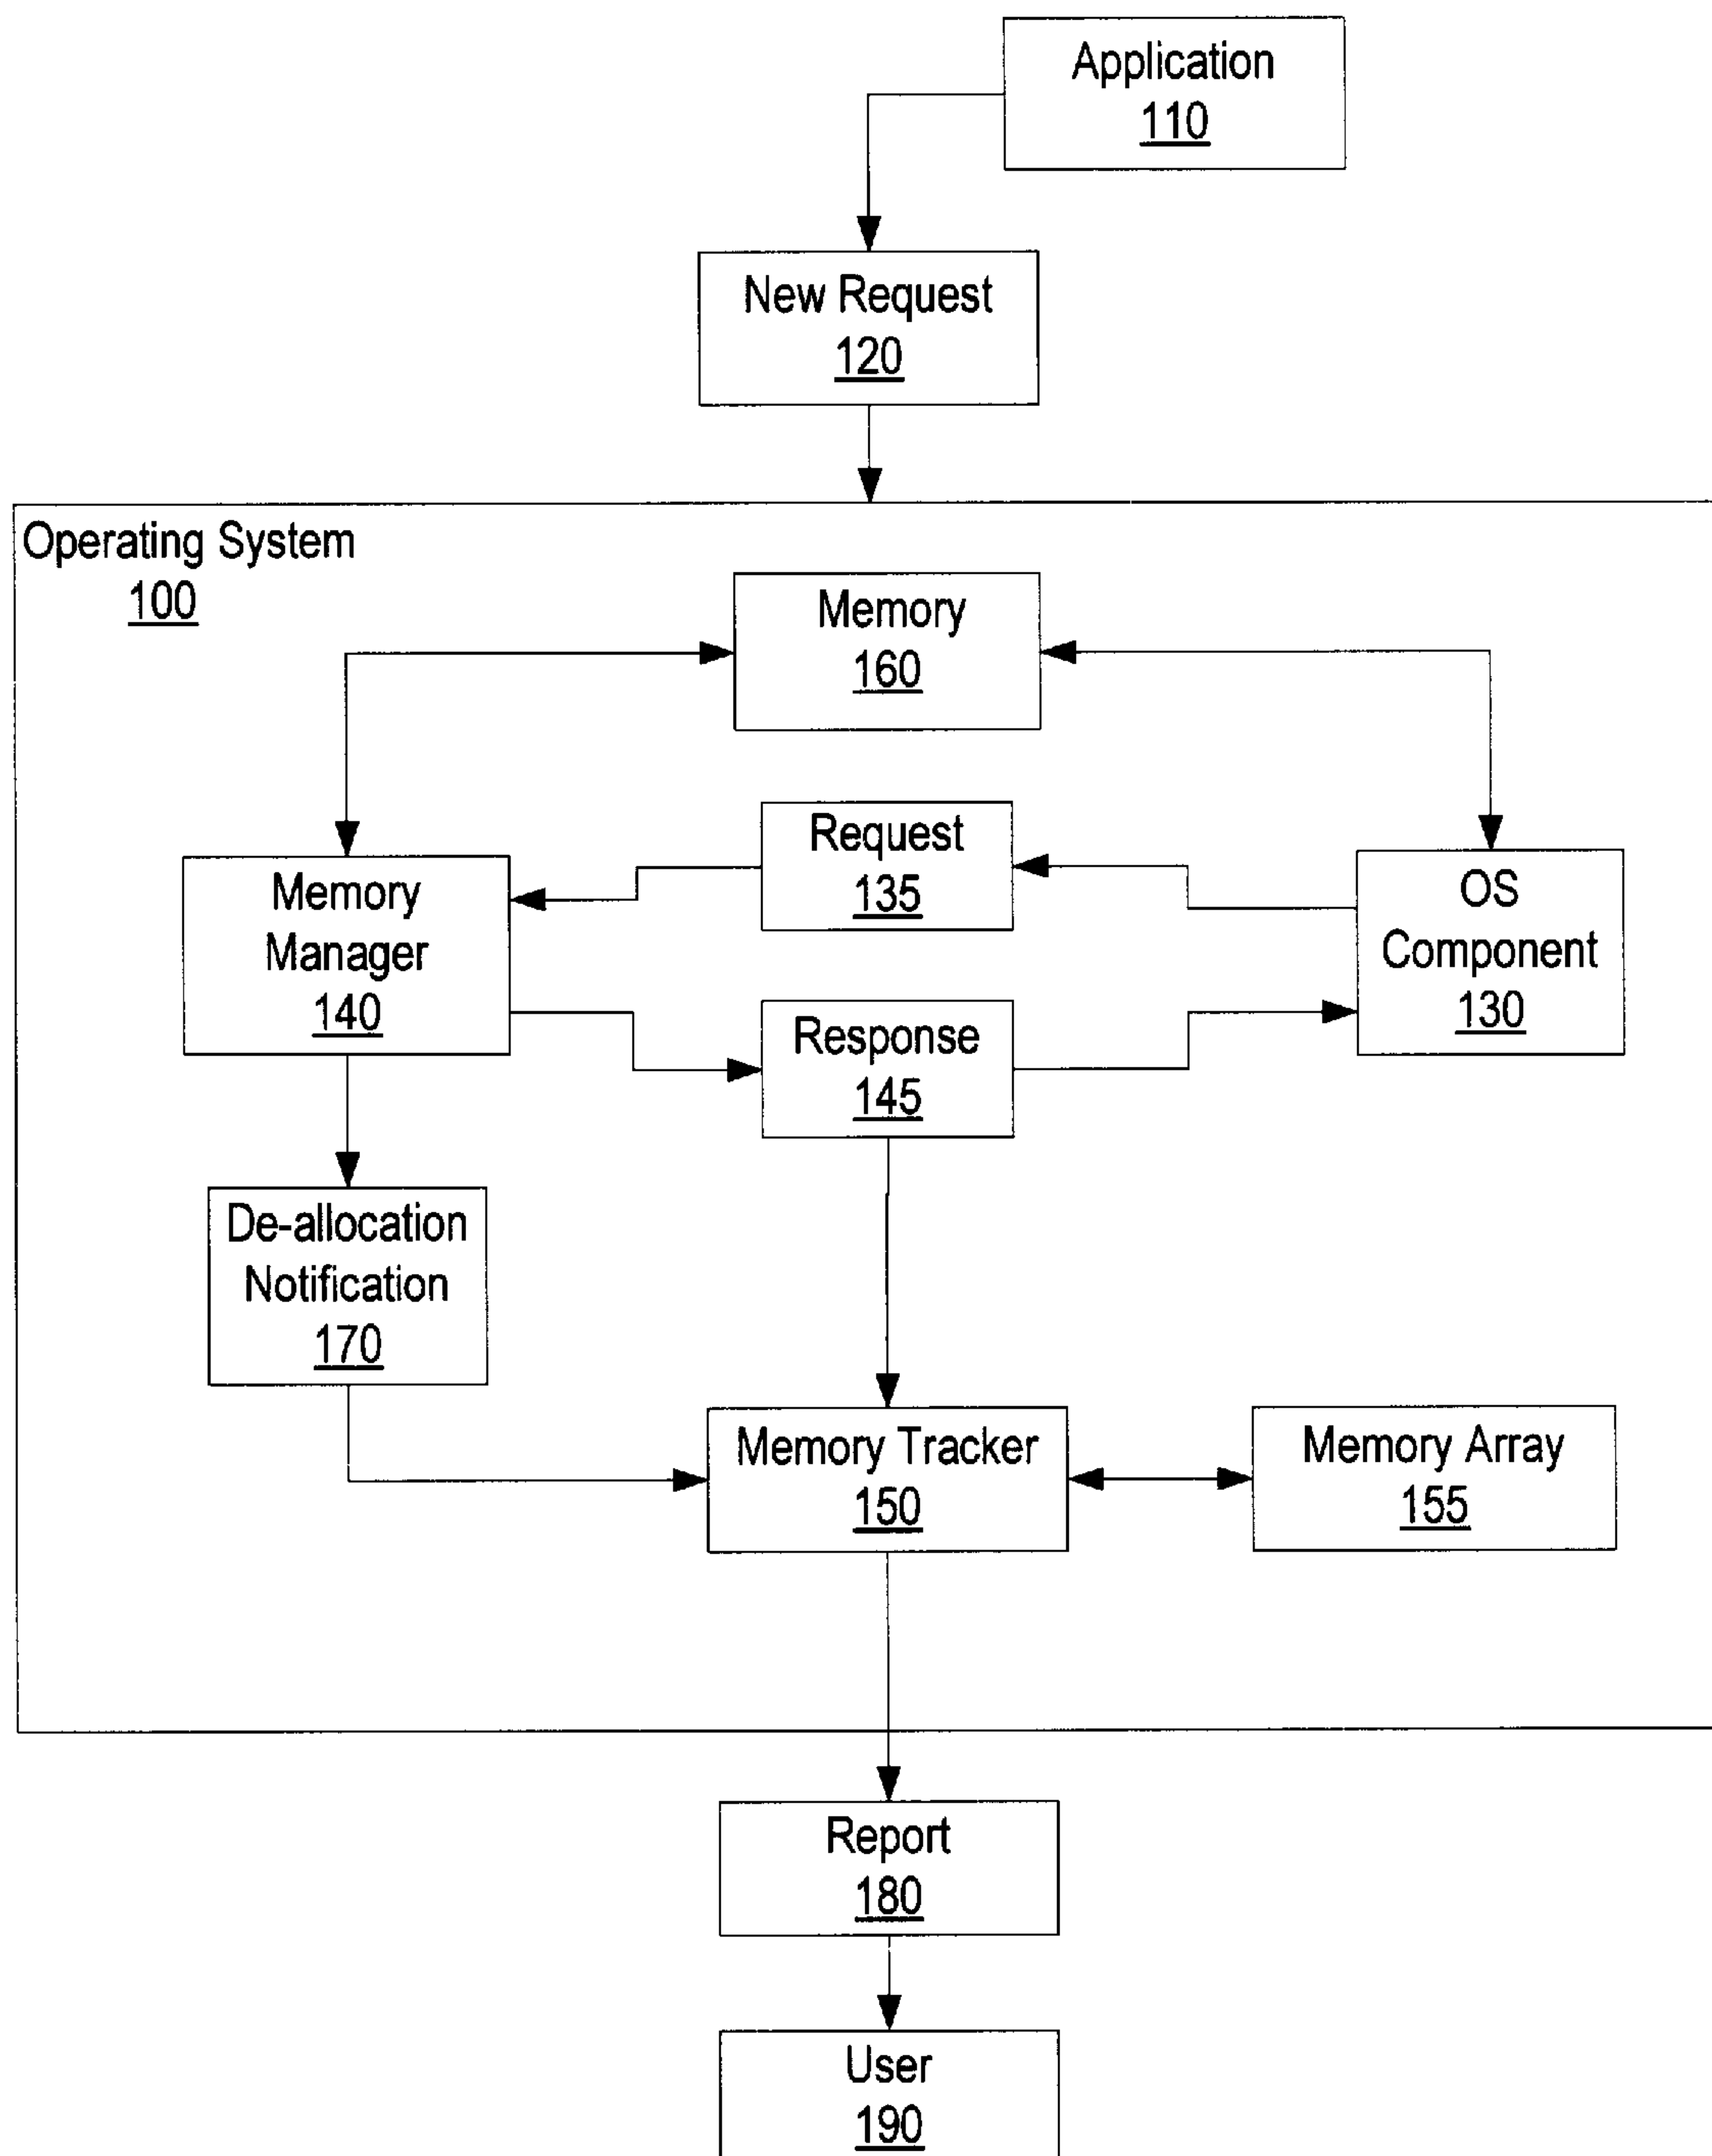 Application
110
New Request
120
Operating System
100
Memory
160
Request
135
Memory
Manager
140
OS
Component
130
Response
145
De-allocation
Notification
170
Memory Tracker
150
Memory Array
155
Report
180
User
190